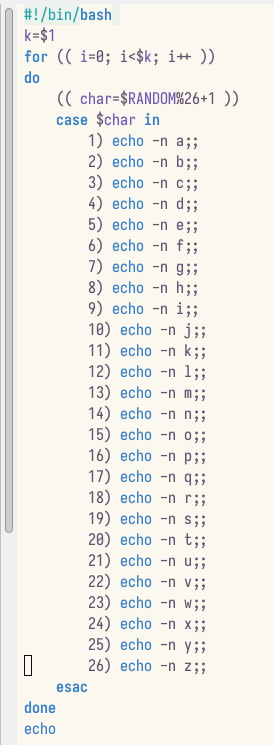 #!/bin/bash
k=$1
for (( i=0; i<$k; i++ ))
do
    (( char=$RANDOM%26+1 ))
    case $char in
        1) echo -n a;;
        2) echo -n b;;
        3) echo -n c;;
        4) echo -n d;;
        5) echo -n e;;
        6) echo -n f;;
        7) echo -n g;;
        8) echo -n h;;
        9) echo -n i;;
        10) echo -n j;;
        11) echo -n k;;
        12) echo -n l;;
        13) echo -n m;;
        14) echo -n n;;
        15) echo -n o;;
        16) echo -n p;;
        17) echo -n q;;
        18) echo -n r;;
        19) echo -n s;;
        20) echo -n t;;
        21) echo -n u;;
        22) echo -n v;;
        23) echo -n w;;
        24) echo -n x;;
        25) echo -n y;;
        26) echo -n z;;
    esac
done
echo